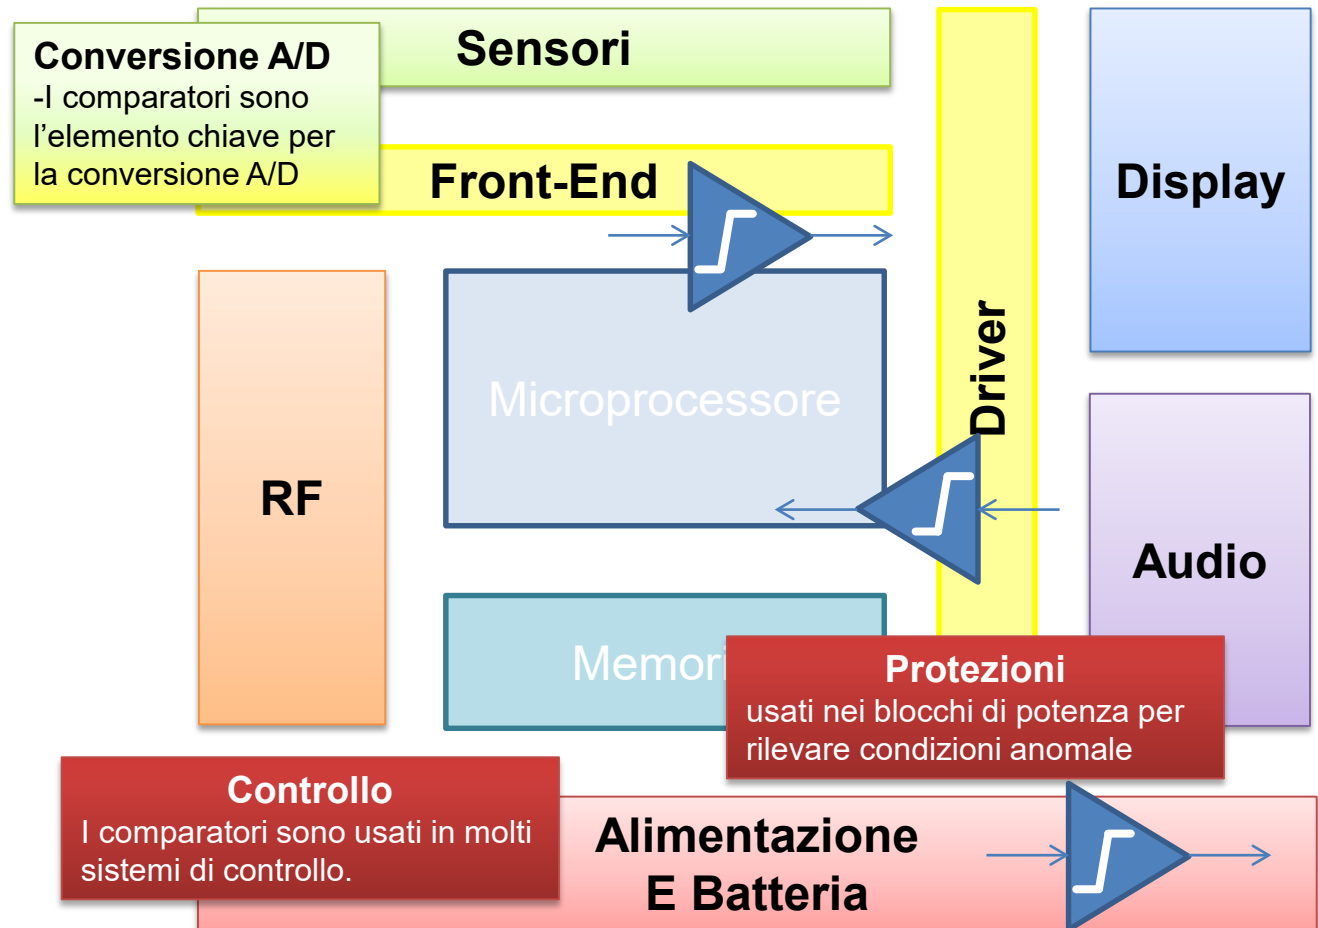 Conversione A/D
-I comparatori sono
l'elemento chiave per
la conversione A/D
Sensori
Front-End
Display
Driver
Microprocessore
RF
Audio
Memori
Protezioni
usati nei blocchi di potenza per
rilevare condizioni anomale
Controllo
I comparatori sono usati in molti
sistemi di controllo.
Alimentazione
E Batteria